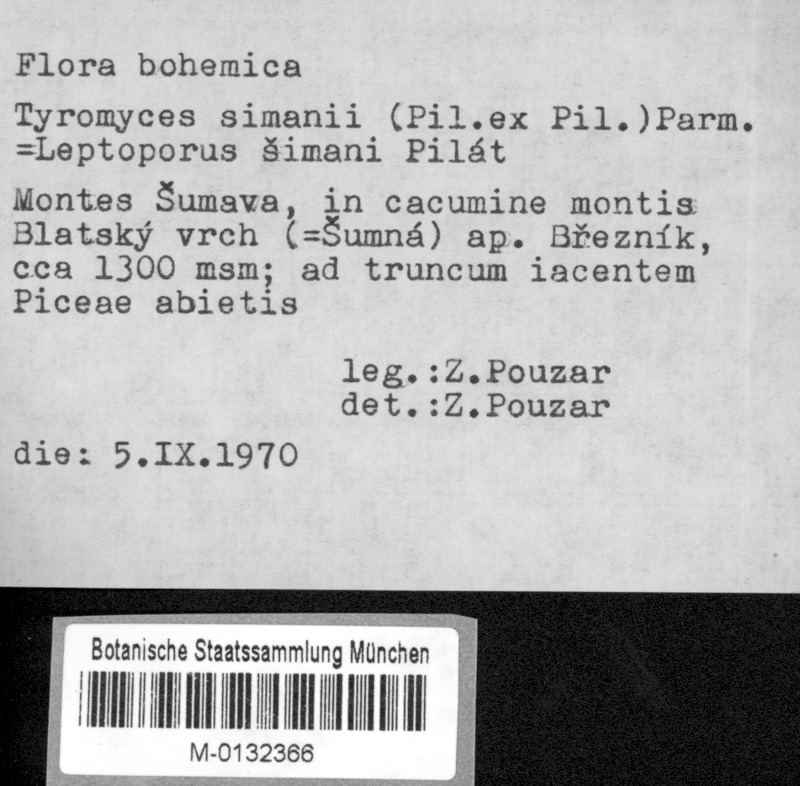 Flora bohemica
Tyromyces simanii (Pil.ex Pil.)Parm.
=Leptoporus šimani Pilát
Montes Šumava, in cacumine montis
Blatský vrch (=Šumná) ap. Březník,
cca 1300 msm; ad truncum iacentem
Piceae abietis
leg.:Z.Pouzar
det.:Z.Pouzar
die: 5.IX.1970
Botanische Staatssammlung München
M-0132366